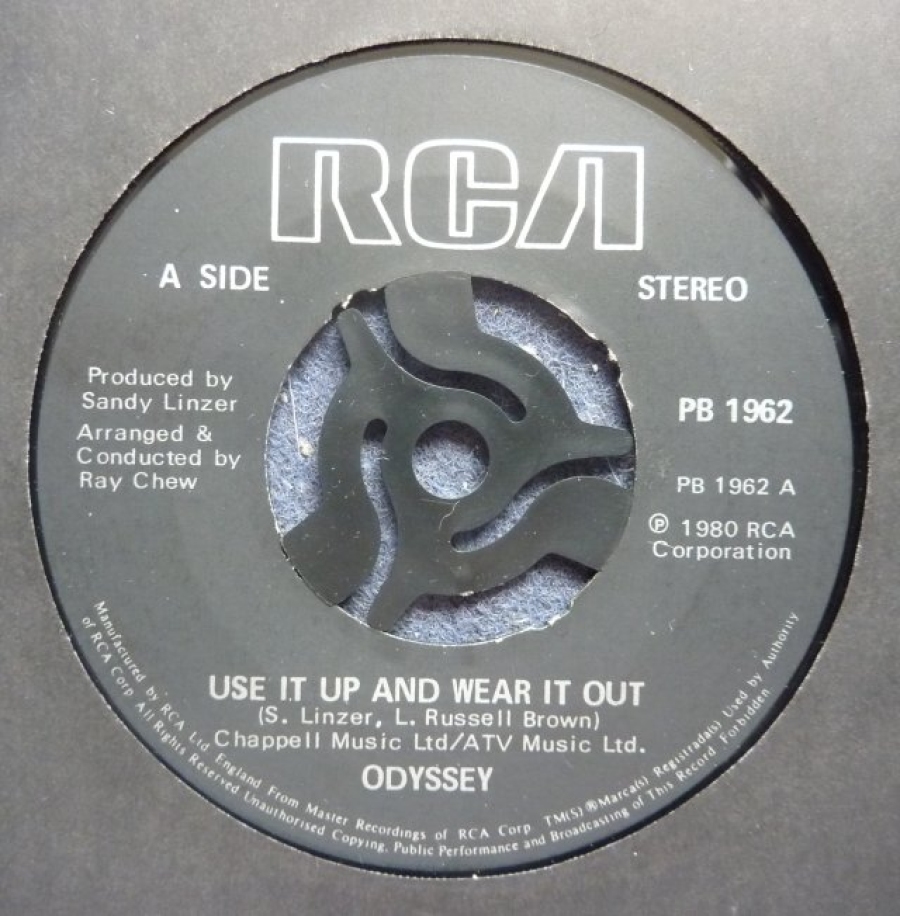 RCA
A SIDE
STEREO
Produced by
Sandy Linzer
Arranged &
Conducted by
Ray Chew
PB 1962
PB 1962 A
℗ 1980 RCA
Corporation
USE IT UP AND WEAR IT OUT
(S. Linzer, L. Russell Brown)
Chappell Music Ltd/ATV Music Ltd.
ODYSSEY
Manufactured by RCA Ltd. England From Master Recordings of RCA Corp. TM(S) ® Marca(s) Registrada(s) Used by Authority
of RCA Corp. All Rights Reserved Unauthorised Copying, Public Performance and Broadcasting of This Record Forbidden